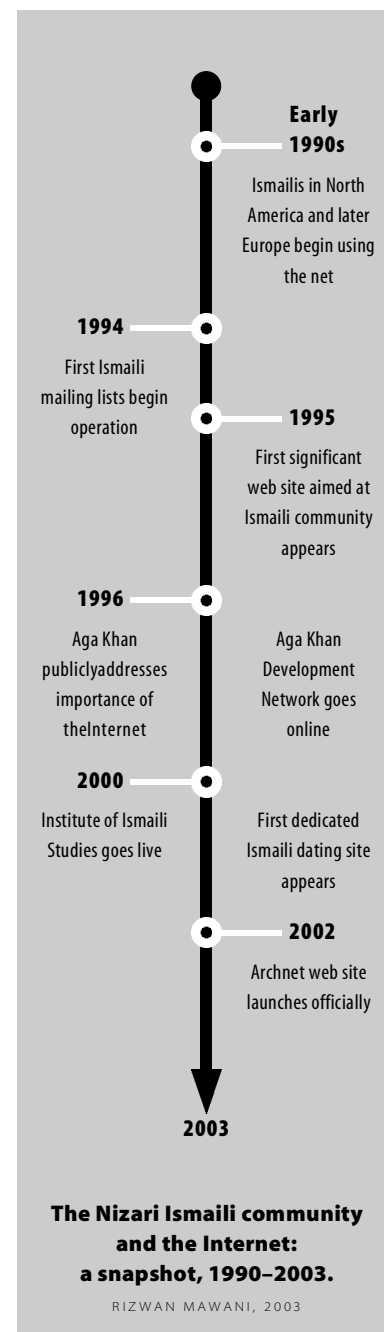 Early
1990s
Ismailis in North
America and later
Europe begin using
the net
1994
First Ismaili
mailing lists begin
operation
1995
First significant
web site aimed at
Ismaili community
appears
1996
Aga Khan
publiclyaddresses
importance of
theInternet
Aga Khan
Development
Network goes
online
2000
Institute of Ismaili
Studies goes live
First dedicated
Ismaili dating site
appears
2002
Archnet web site
launches officially
2003
The Nizari Ismaili community
and the Internet:
a snapshot, 1990–2003.
RIZWAN MAWANI, 2003